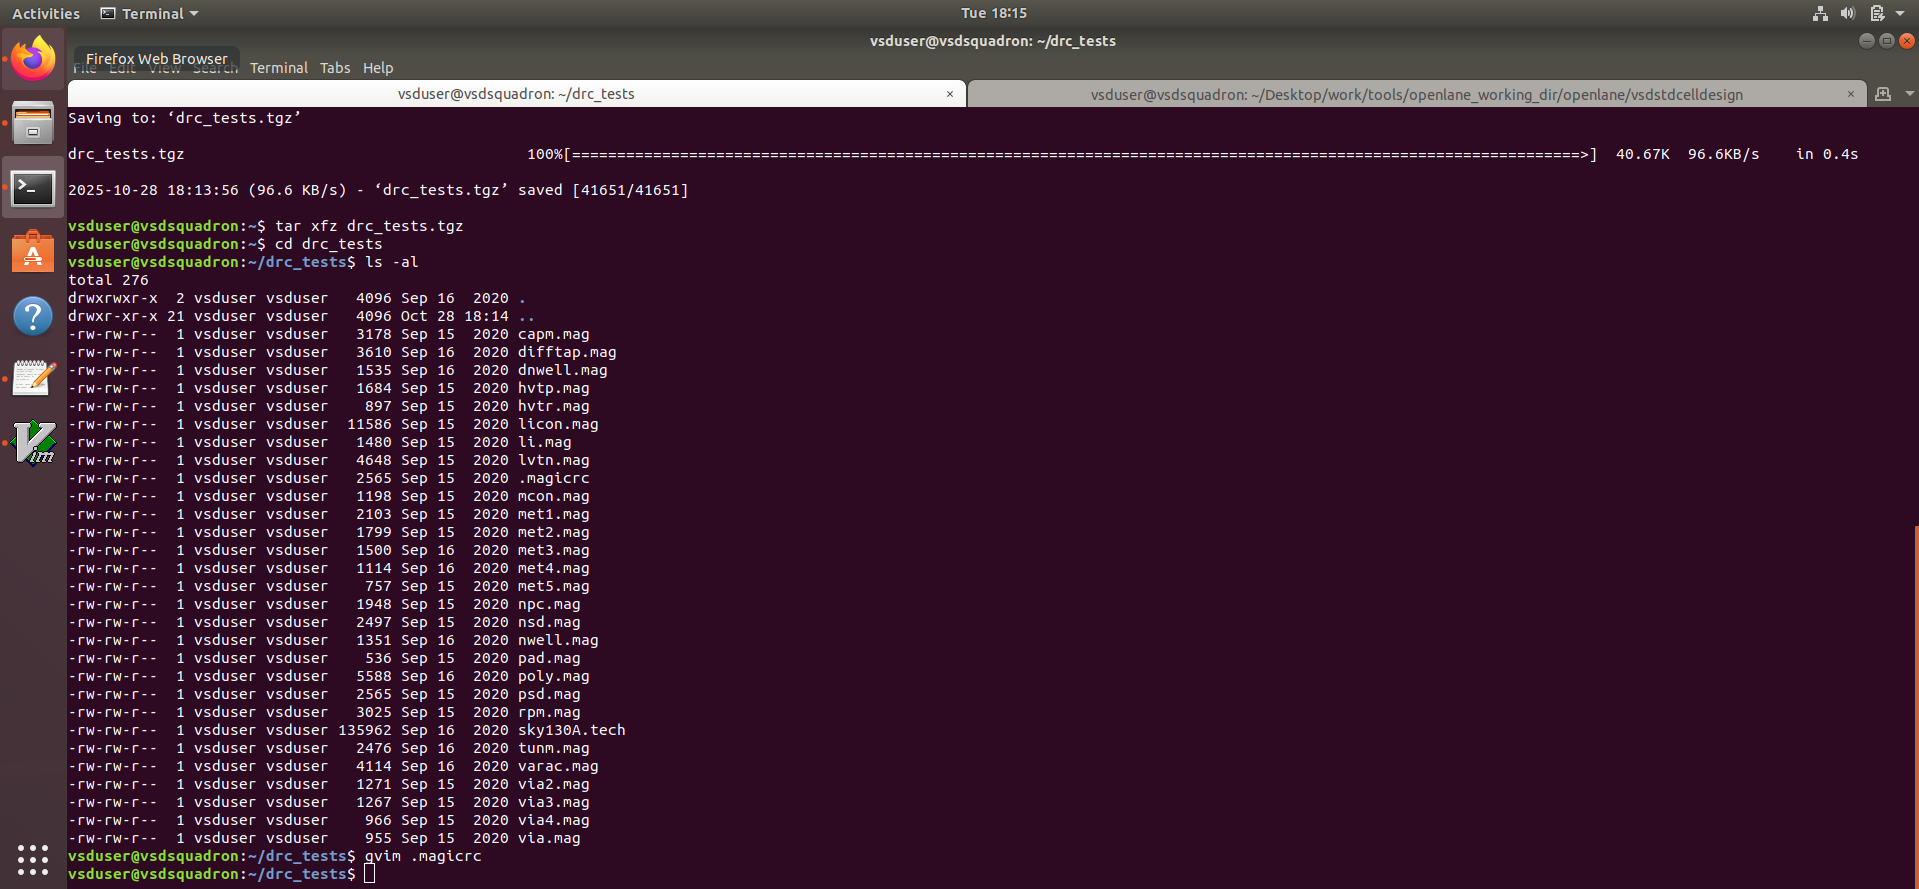 Activities Terminal Tue 18:15
vsduser@vsdsquadron: ~/drc_tests
Firefox Web Browser
File Edit View Search Terminal Tabs Help
vsduser@vsdsquadron: ~/drc_tests × vsduser@vsdsquadron: ~/Desktop/work/tools/openlane_working_dir/openlane/vsdstdcelldesign ×
Saving to: ‘drc_tests.tgz’
drc_tests.tgz 100%[================================================================================================================>] 40.67K 96.6KB/s in 0.4s
2025-10-28 18:13:56 (96.6 KB/s) - ‘drc_tests.tgz’ saved [41651/41651]
vsduser@vsdsquadron:~$ tar xfz drc_tests.tgz
vsduser@vsdsquadron:~$ cd drc_tests
vsduser@vsdsquadron:~/drc_tests$ ls -al
total 276
drwxrwxr-x 2 vsduser vsduser 4096 Sep 16 2020 .
drwxr-xr-x 21 vsduser vsduser 4096 Oct 28 18:14 ..
-rw-rw-r-- 1 vsduser vsduser 3178 Sep 15 2020 capm.mag
-rw-rw-r-- 1 vsduser vsduser 3610 Sep 16 2020 difftap.mag
-rw-rw-r-- 1 vsduser vsduser 1535 Sep 16 2020 dnwell.mag
-rw-rw-r-- 1 vsduser vsduser 1684 Sep 15 2020 hvtp.mag
-rw-rw-r-- 1 vsduser vsduser 897 Sep 15 2020 hvtr.mag
-rw-rw-r-- 1 vsduser vsduser 11586 Sep 15 2020 licon.mag
-rw-rw-r-- 1 vsduser vsduser 1480 Sep 15 2020 li.mag
-rw-rw-r-- 1 vsduser vsduser 4648 Sep 15 2020 lvtn.mag
-rw-rw-r-- 1 vsduser vsduser 2565 Sep 15 2020 .magicrc
-rw-rw-r-- 1 vsduser vsduser 1198 Sep 15 2020 mcon.mag
-rw-rw-r-- 1 vsduser vsduser 2103 Sep 15 2020 met1.mag
-rw-rw-r-- 1 vsduser vsduser 1799 Sep 15 2020 met2.mag
-rw-rw-r-- 1 vsduser vsduser 1500 Sep 16 2020 met3.mag
-rw-rw-r-- 1 vsduser vsduser 1114 Sep 16 2020 met4.mag
-rw-rw-r-- 1 vsduser vsduser 757 Sep 15 2020 met5.mag
-rw-rw-r-- 1 vsduser vsduser 1948 Sep 15 2020 npc.mag
-rw-rw-r-- 1 vsduser vsduser 2497 Sep 15 2020 nsd.mag
-rw-rw-r-- 1 vsduser vsduser 1351 Sep 16 2020 nwell.mag
-rw-rw-r-- 1 vsduser vsduser 536 Sep 15 2020 pad.mag
-rw-rw-r-- 1 vsduser vsduser 5588 Sep 16 2020 poly.mag
-rw-rw-r-- 1 vsduser vsduser 2565 Sep 15 2020 psd.mag
-rw-rw-r-- 1 vsduser vsduser 3025 Sep 15 2020 rpm.mag
-rw-rw-r-- 1 vsduser vsduser 135962 Sep 16 2020 sky130A.tech
-rw-rw-r-- 1 vsduser vsduser 2476 Sep 16 2020 tunm.mag
-rw-rw-r-- 1 vsduser vsduser 4114 Sep 16 2020 varac.mag
-rw-rw-r-- 1 vsduser vsduser 1271 Sep 15 2020 via2.mag
-rw-rw-r-- 1 vsduser vsduser 1267 Sep 15 2020 via3.mag
-rw-rw-r-- 1 vsduser vsduser 966 Sep 15 2020 via4.mag
-rw-rw-r-- 1 vsduser vsduser 955 Sep 15 2020 via.mag
vsduser@vsdsquadron:~/drc_tests$ gvim .magicrc
vsduser@vsdsquadron:~/drc_tests$